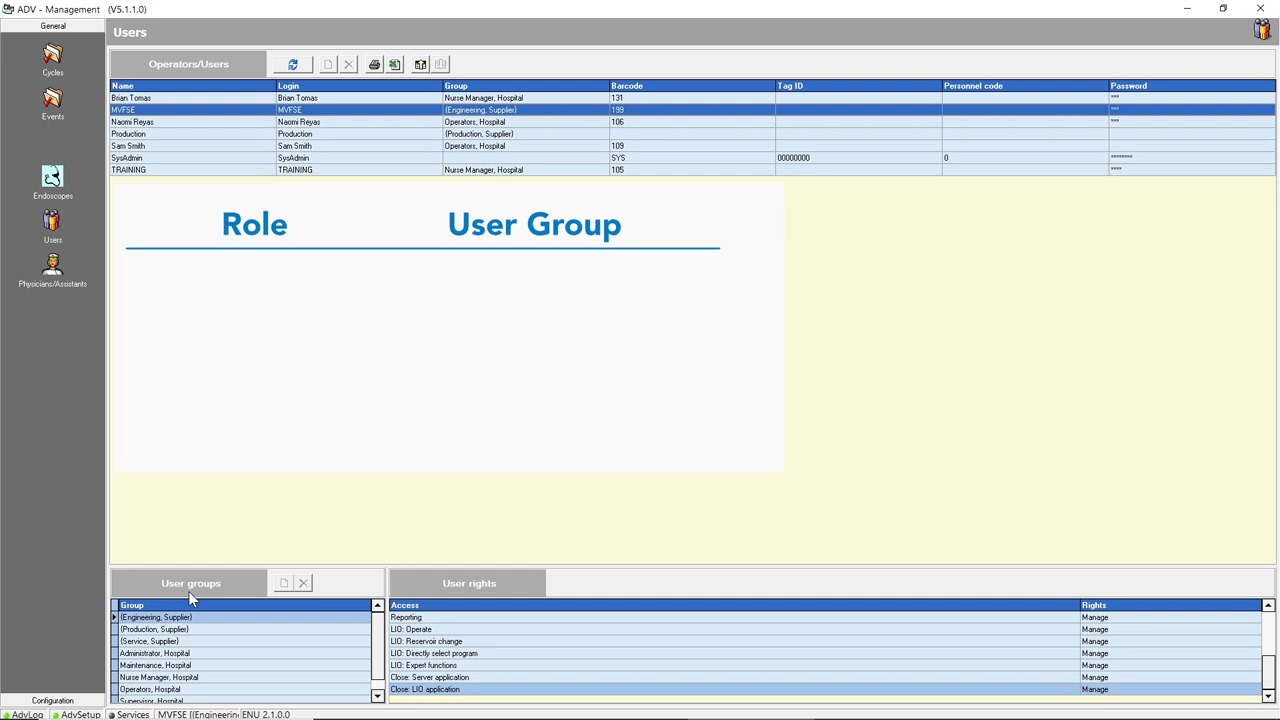 ADV - Management (V5.1.1.0)
General
Users
Cycles
Events
Endoscopes
Users
Physicians/Assistants
Operators/Users
Name Login Group Barcode Tag ID Personnel code Password
Brian Tomas Brian Tomas Nurse Manager, Hospital 131 ***
MVFSE MVFSE {Engineering, Supplier} 199 ***
Naomi Reyas Naomi Reyas Operators, Hospital 106 ***
Production Production {Production, Supplier}
Sam Smith Sam Smith Operators, Hospital 109
SysAdmin SysAdmin SYS 00000000 0 ********
TRAINING TRAINING Nurse Manager, Hospital 105 ****
Role User Group
User groups
Group
{Engineering, Supplier}
{Production, Supplier}
{Service, Supplier}
Administrator, Hospital
Maintenance, Hospital
Nurse Manager, Hospital
Operators, Hospital
Supervisor, Hospital
User rights
Access Rights
Reporting Manage
LIO: Operate Manage
LIO: Reservoir change Manage
LIO: Directly select program Manage
LIO: Expert functions Manage
Close: Server application Manage
Close: LIO application Manage
Configuration
AdvLog AdvSetup Services MVFSE [{Engineerin ENU 2.1.0.0